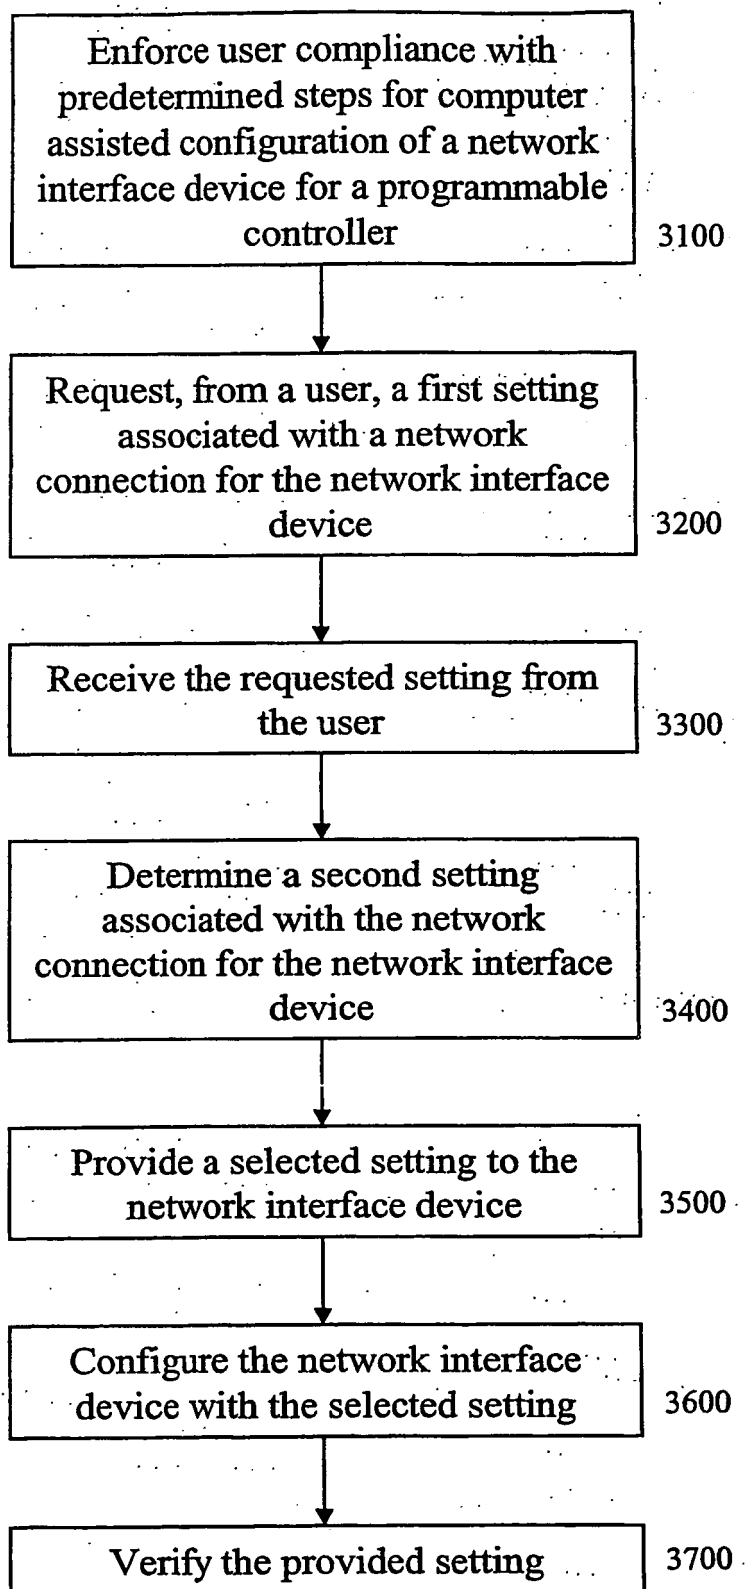 Enforce user compliance with
predetermined steps for computer
assisted configuration of a network
interface device for a programmable
controller
3100
Request, from a user, a first setting
associated with a network
connection for the network interface
device
3200
Receive the requested setting from
the user
3300
Determine a second setting
associated with the network
connection for the network interface
device
3400
Provide a selected setting to the
network interface device
3500
Configure the network interface
device with the selected setting
3600
Verify the provided setting
3700